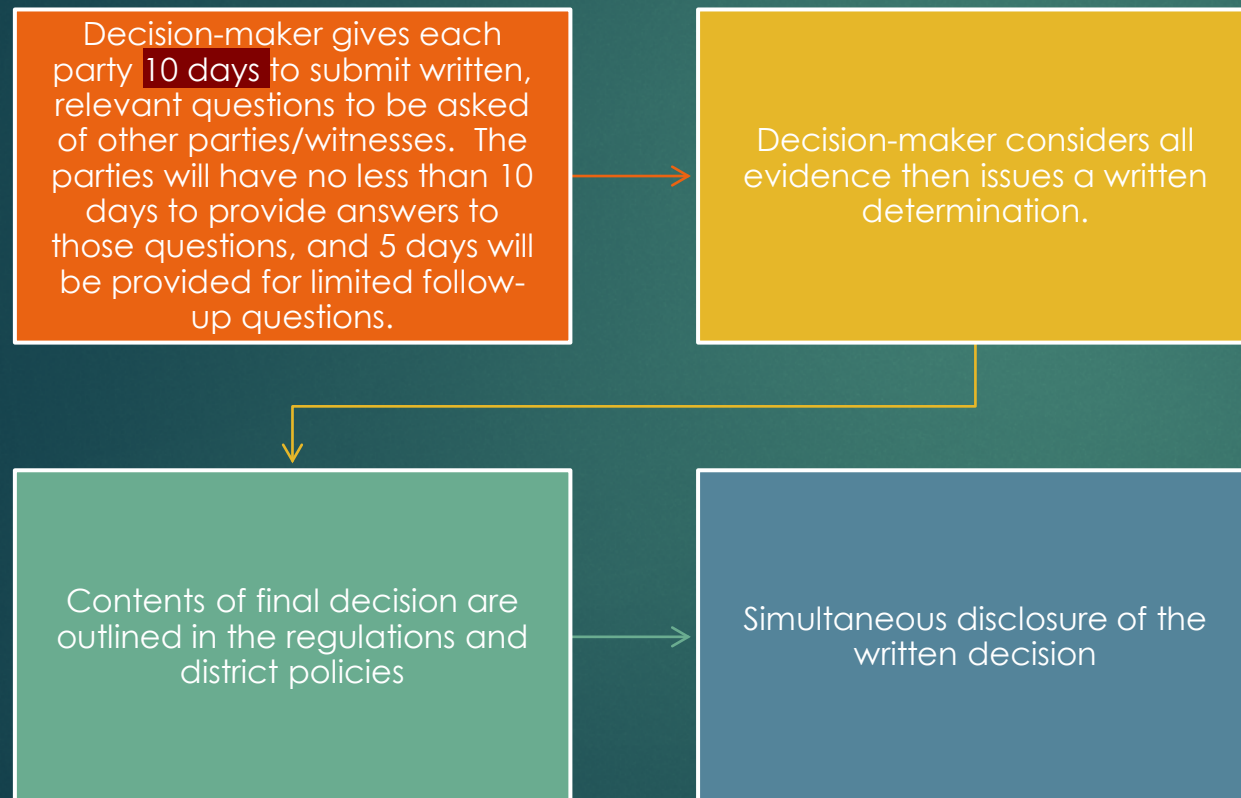 Decision-maker gives each
party 10 days to submit written,
relevant questions to be asked
of other parties/witnesses.  The
parties will have no less than 10
days to provide answers to
those questions, and 5 days will
be provided for limited follow-
up questions.
Decision-maker considers all
evidence then issues a written
determination.
Contents of final decision are
outlined in the regulations and
district policies
Simultaneous disclosure of the
written decision